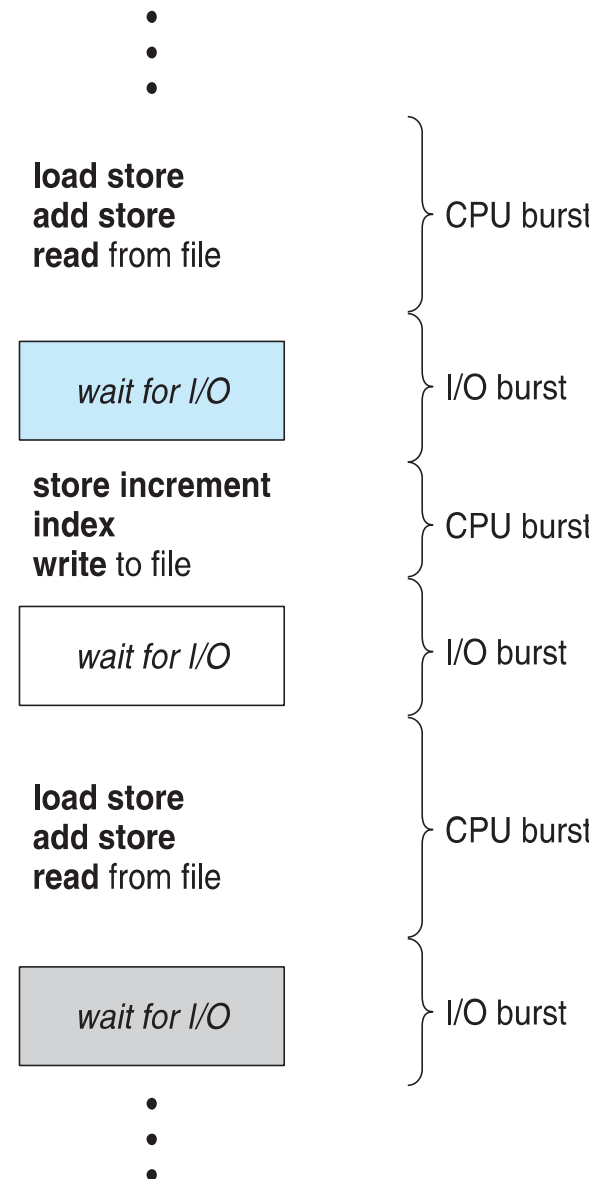 load store
add store
read from file
CPU burst
wait for I/O
I/O burst
store increment
index
write to file
CPU burst
wait for I/O
I/O burst
load store
add store
read from file
CPU burst
wait for I/O
I/O burst